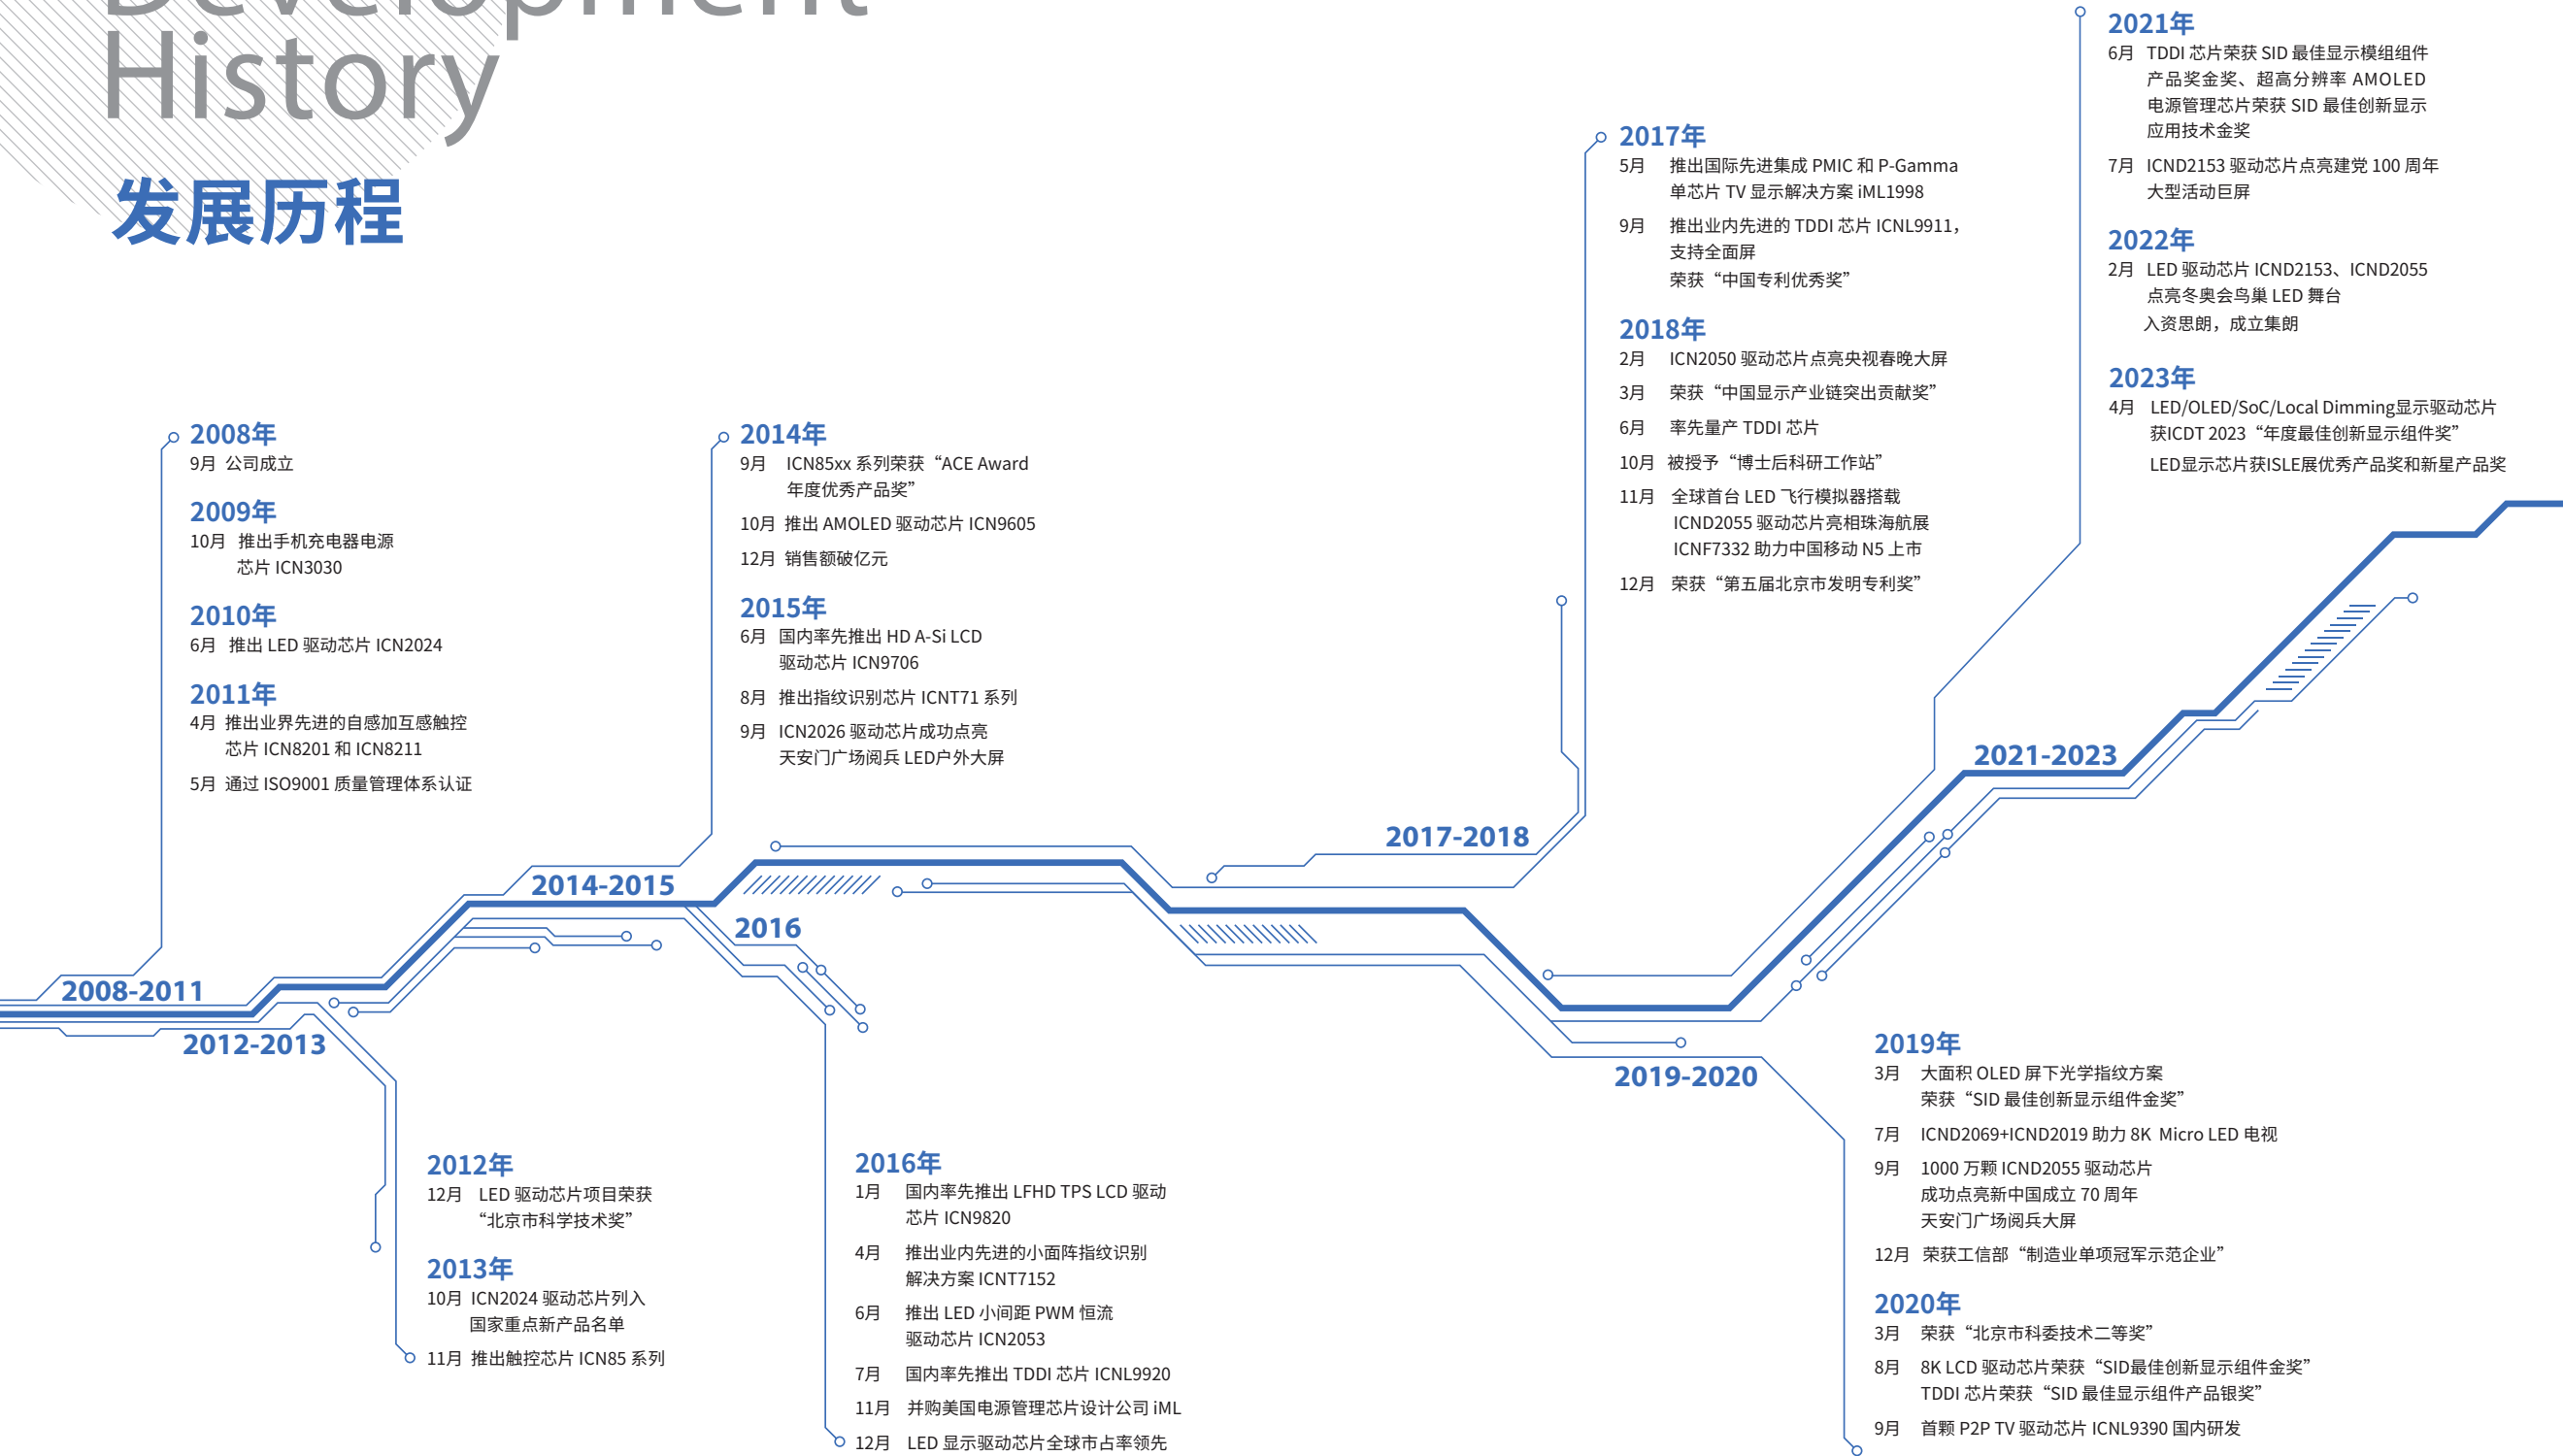 Development
History
发展历程
2008-2011
2008年
9月 公司成立
2009年
10月 推出手机充电器电源
芯片 ICN3030
2010年
6月 推出 LED 驱动芯片 ICN2024
2011年
4月 推出业界先进的自感加互感触控
芯片 ICN8201 和 ICN8211
5月 通过 ISO9001 质量管理体系认证
2012-2013
2012年
12月 LED 驱动芯片项目荣获
“北京市科学技术奖”
2013年
10月 ICN2024 驱动芯片列入
国家重点新产品名单
11月 推出触控芯片 ICN85 系列
2014-2015
2014年
9月 ICN85xx 系列荣获“ACE Award
年度优秀产品奖”
10月 推出 AMOLED 驱动芯片 ICN9605
12月 销售额破亿元
2015年
6月 国内率先推出 HD A-Si LCD
驱动芯片 ICN9706
8月 推出指纹识别芯片 ICNT71 系列
9月 ICN2026 驱动芯片成功点亮
天安门广场阅兵 LED户外大屏
2016
2016年
1月 国内率先推出 LFHD TPS LCD 驱动
芯片 ICN9820
4月 推出业内先进的小面阵指纹识别
解决方案 ICNT7152
6月 推出 LED 小间距 PWM 恒流
驱动芯片 ICN2053
7月 国内率先推出 TDDI 芯片 ICNL9920
11月 并购美国电源管理芯片设计公司 iML
12月 LED 显示驱动芯片全球市占率领先
2017-2018
2017年
5月 推出国际先进集成 PMIC 和 P-Gamma
单芯片 TV 显示解决方案 iML1998
9月 推出业内先进的 TDDI 芯片 ICNL9911，
支持全面屏
荣获“中国专利优秀奖”
2018年
2月 ICN2050 驱动芯片点亮央视春晚大屏
3月 荣获“中国显示产业链突出贡献奖”
6月 率先量产 TDDI 芯片
10月 被授予“博士后科研工作站”
11月 全球首台 LED 飞行模拟器搭载
ICND2055 驱动芯片亮相珠海航展
ICNF7332 助力中国移动 N5 上市
12月 荣获“第五届北京市发明专利奖”
2019-2020
2019年
3月 大面积 OLED 屏下光学指纹方案
荣获“SID 最佳创新显示组件金奖”
7月 ICND2069+ICND2019 助力 8K Micro LED 电视
9月 1000 万颗 ICND2055 驱动芯片
成功点亮新中国成立 70 周年
天安门广场阅兵大屏
12月 荣获工信部“制造业单项冠军示范企业”
2020年
3月 荣获“北京市科委技术二等奖”
8月 8K LCD 驱动芯片荣获“SID最佳创新显示组件金奖”
TDDI 芯片荣获“SID 最佳显示组件产品银奖”
9月 首颗 P2P TV 驱动芯片 ICNL9390 国内研发
2021-2023
2021年
6月 TDDI 芯片荣获 SID 最佳显示模组组件
产品奖金奖、超高分辨率 AMOLED
电源管理芯片荣获 SID 最佳创新显示
应用技术金奖
7月 ICND2153 驱动芯片点亮建党 100 周年
大型活动巨屏
2022年
2月 LED 驱动芯片 ICND2153、ICND2055
点亮冬奥会鸟巢 LED 舞台
入资思朗，成立集朗
2023年
4月 LED/OLED/SoC/Local Dimming显示驱动芯片
获ICDT 2023“年度最佳创新显示组件奖”
LED显示芯片获ISLE展优秀产品奖和新星产品奖